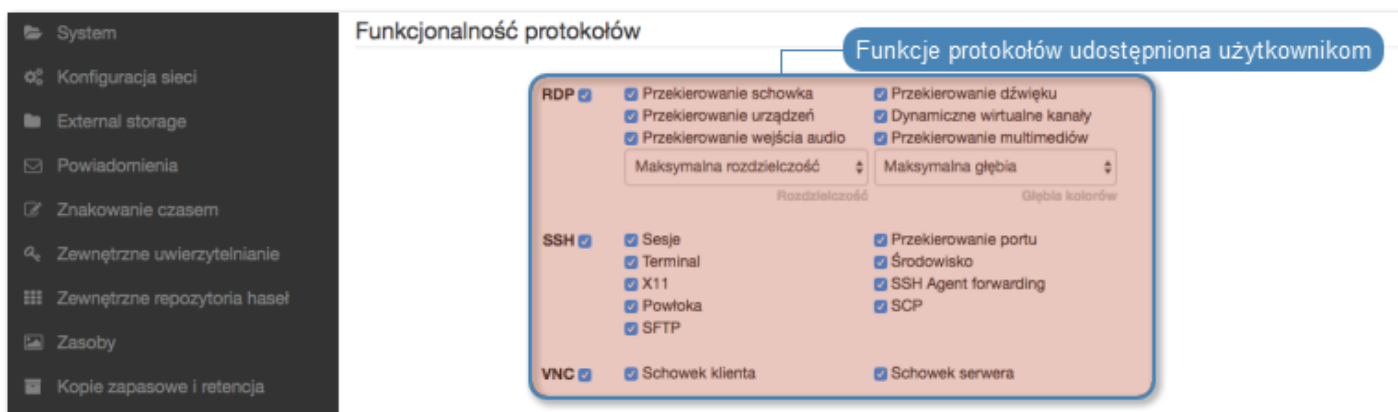 System
Konfiguracja sieci
External storage
Powiadomienia
Znakowanie czasem
Zewnętrzne uwierzytelnianie
Zewnętrzne repozytoria haseł
Zasoby
Kopie zapasowe i retencja
Funkcjonalność protokołów
Funkcje protokołów udostępniona użytkownikom
RDP Przekierowanie schowka Przekierowanie dźwięku
Przekierowanie urządzeń Dynamiczne wirtualne kanały
Przekierowanie wejścia audio Przekierowanie multimediów
Maksymalna rozdzielczość Maksymalna głębia
Rozdzielczość Głębia kolorów
SSH Sesje Przekierowanie portu
Terminal Środowisko
X11 SSH Agent forwarding
Powłoka SCP
SFTP
VNC Schowek klienta Schowek serwera